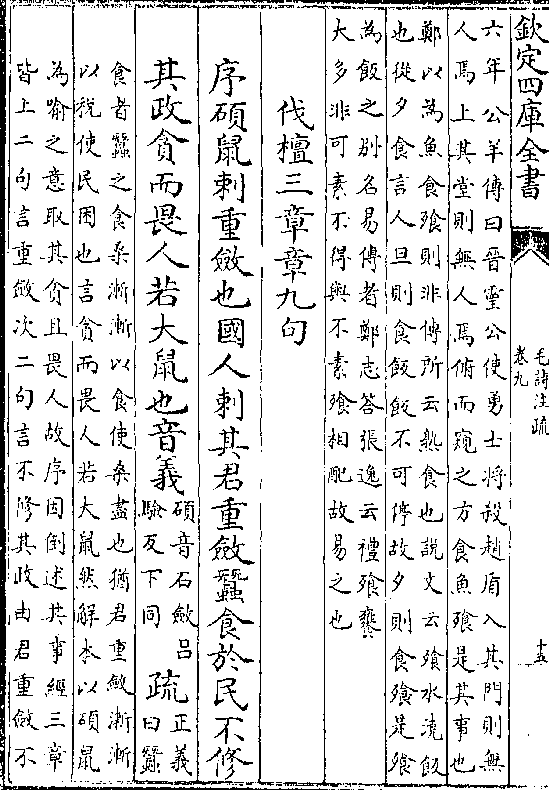 欽定四庫全書
毛詩注疏
卷九
十五
六年公羊傳曰晉靈公使勇士將殺趙盾入其門則無
人焉上其堂則無人焉俯而窺之方食魚飱是其事也
鄭以為魚食飱則非傳所云熟食也説文云飱水澆飯
也從夕食言人旦則食飯飯不可停故夕則食飱是飱
為飯之别名易傳者鄭志答張逸云禮飱饔
大多非可素不得與不素飱相配故易之也
伐檀三章章九句
序碩鼠刺重斂也國人刺其君重斂蠶食於民不修
其政貪而畏人若大鼠也音義
碩音石斂吕
驗反下同
疏
正義
曰蠶
食者蠶之食桑漸漸以食使桑盡也猶君重斂漸漸
以税使民困也言貪而畏人若大鼠然解本以碩鼠
為喻之意取其貪且畏人故序因倒述其事經三章
皆上二句言重斂次二句言不修其政由君重斂不